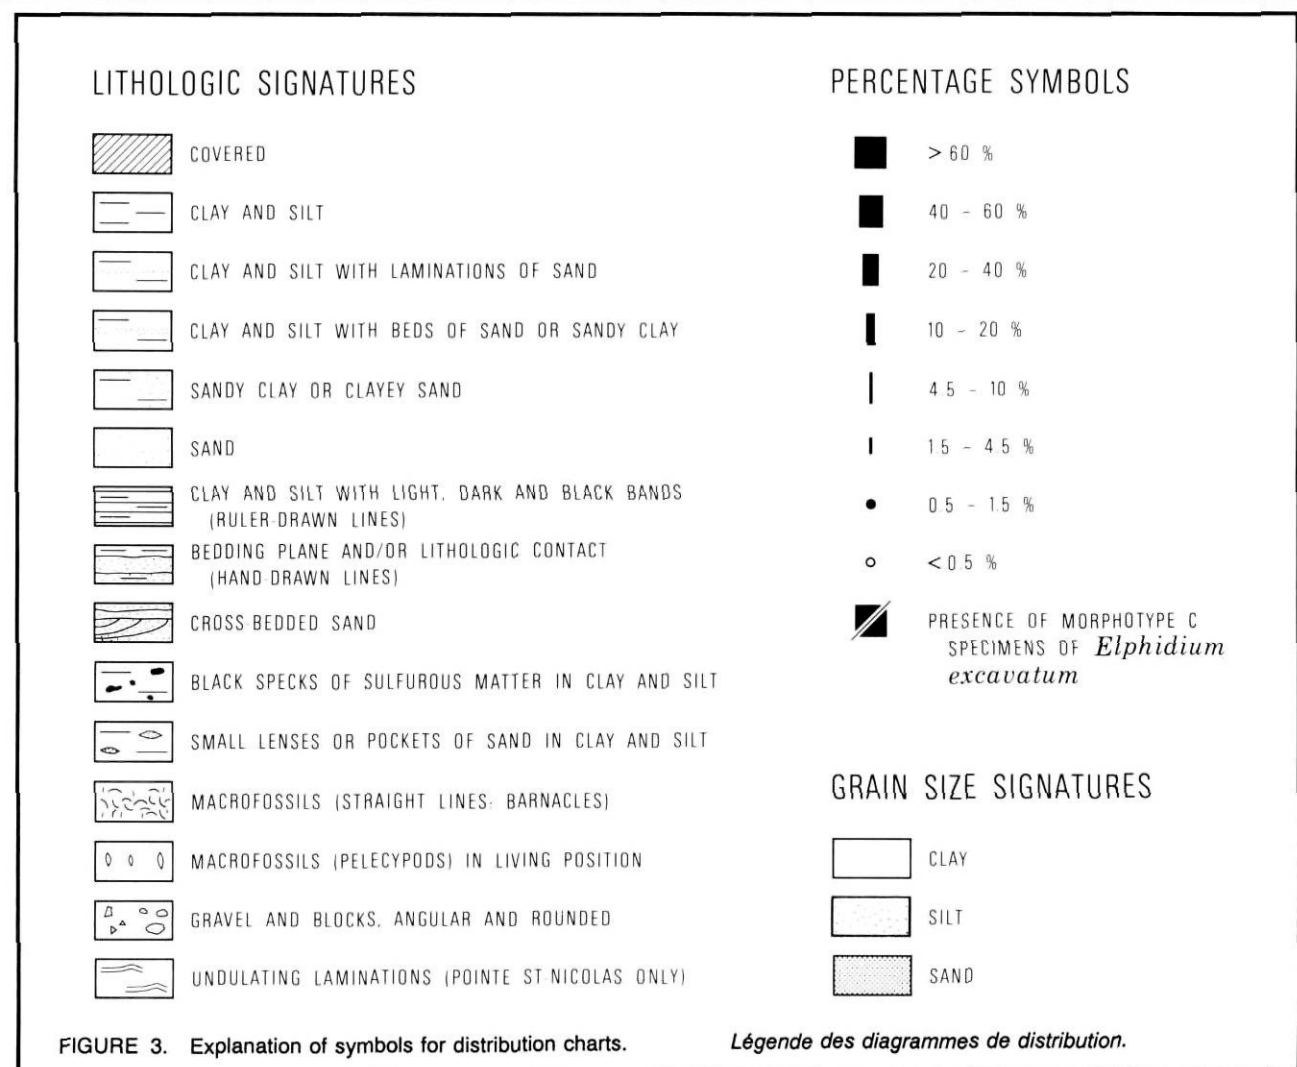 LITHOLOGIC SIGNATURES
COVERED
CLAY AND SILT
CLAY AND SILT WITH LAMINATIONS OF SAND
CLAY AND SILT WITH BEDS OF SAND OR SANDY CLAY
SANDY CLAY OR CLAYEY SAND
SAND
CLAY AND SILT WITH LIGHT, DARK AND BLACK BANDS
(RULER-DRAWN LINES)
BEDDING PLANE AND/OR LITHOLOGIC CONTACT
(HAND-DRAWN LINES)
CROSS-BEDDED SAND
BLACK SPECKS OF SULFUROUS MATTER IN CLAY AND SILT
SMALL LENSES OR POCKETS OF SAND IN CLAY AND SILT
MACROFOSSILS (STRAIGHT LINES: BARNACLES)
MACROFOSSILS (PELECYPODS) IN LIVING POSITION
GRAVEL AND BLOCKS, ANGULAR AND ROUNDED
UNDULATING LAMINATIONS (POINTE ST-NICOLAS ONLY)
PERCENTAGE SYMBOLS
> 60 %
40 - 60 %
20 - 40 %
10 - 20 %
4.5 - 10 %
1.5 - 4.5 %
0.5 - 1.5 %
< 0.5 %
PRESENCE OF MORPHOTYPE C
SPECIMENS OF Elphidium
excavatum
GRAIN SIZE SIGNATURES
CLAY
SILT
SAND
FIGURE 3. Explanation of symbols for distribution charts.
Légende des diagrammes de distribution.